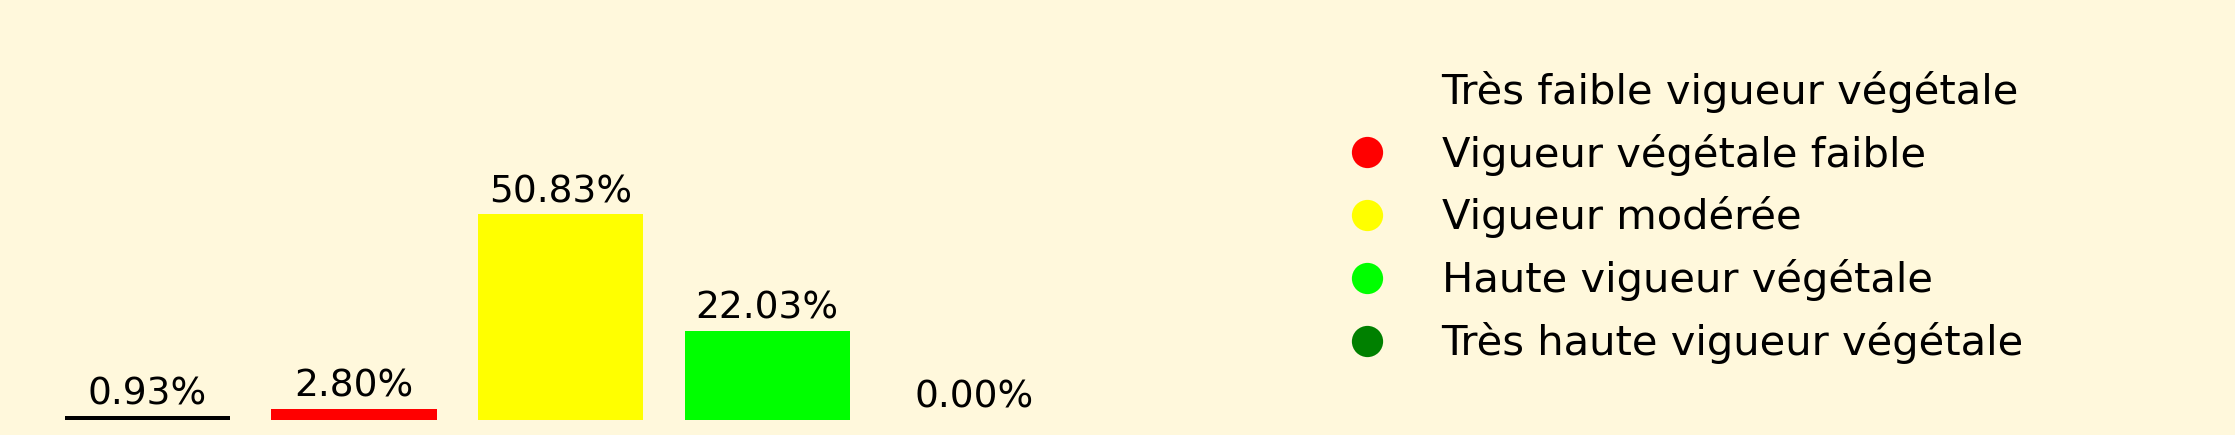 0.93%
2.80%
50.83%
22.03%
0.00%
Très faible vigueur végétale
Vigueur végétale faible
Vigueur modérée
Haute vigueur végétale
Très haute vigueur végétale